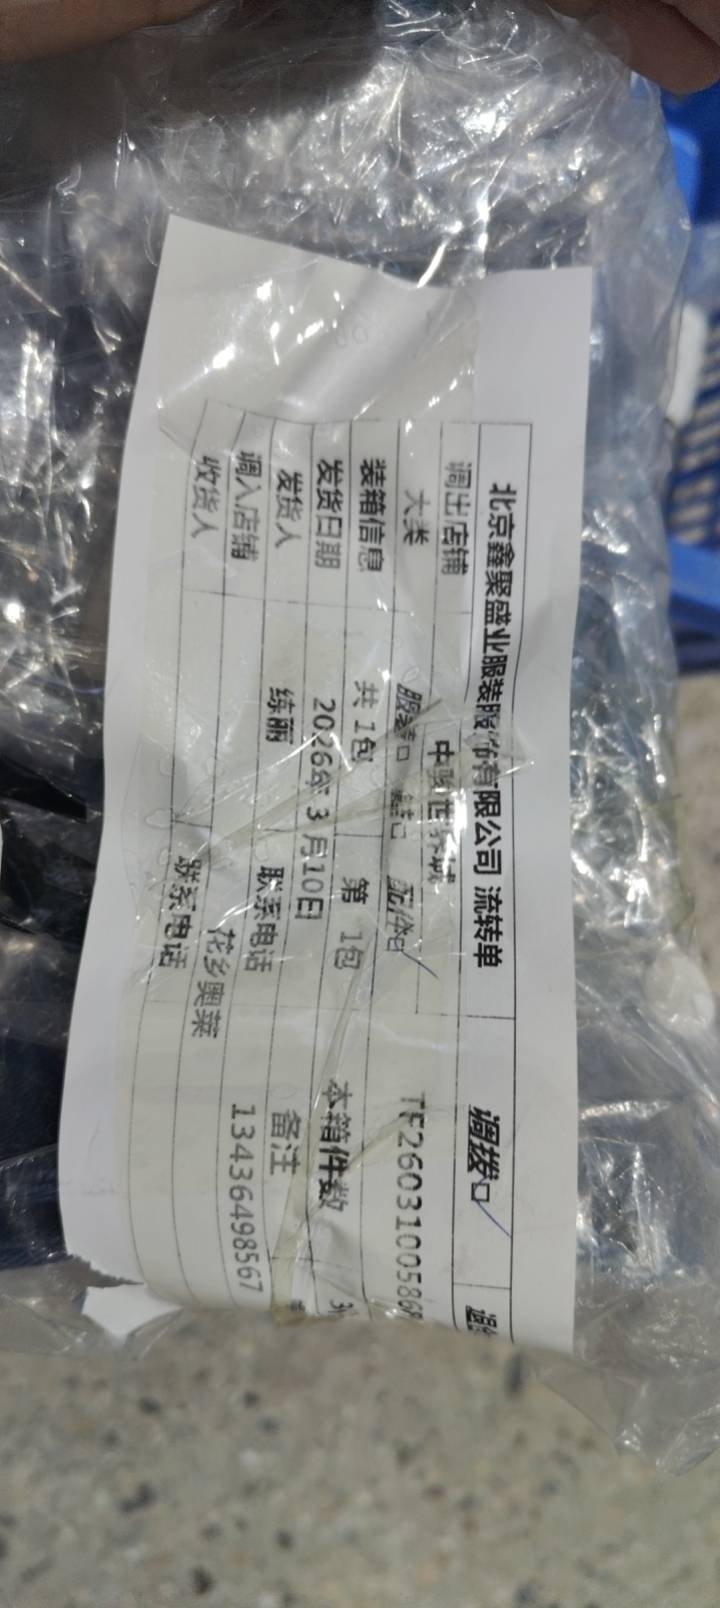 北京鑫聚盛业服装服饰有限公司 流转单 调拨□✓
调出店铺
大类 服装□ 配件□✓ TF26031005868
装箱信息 共 1包 第 1包 本箱件数
发货日期 2026年 3 月10日 备注
发货人 练丽 联系电话 13436498567
调入店铺 花乡奥莱
收货人 联系电话